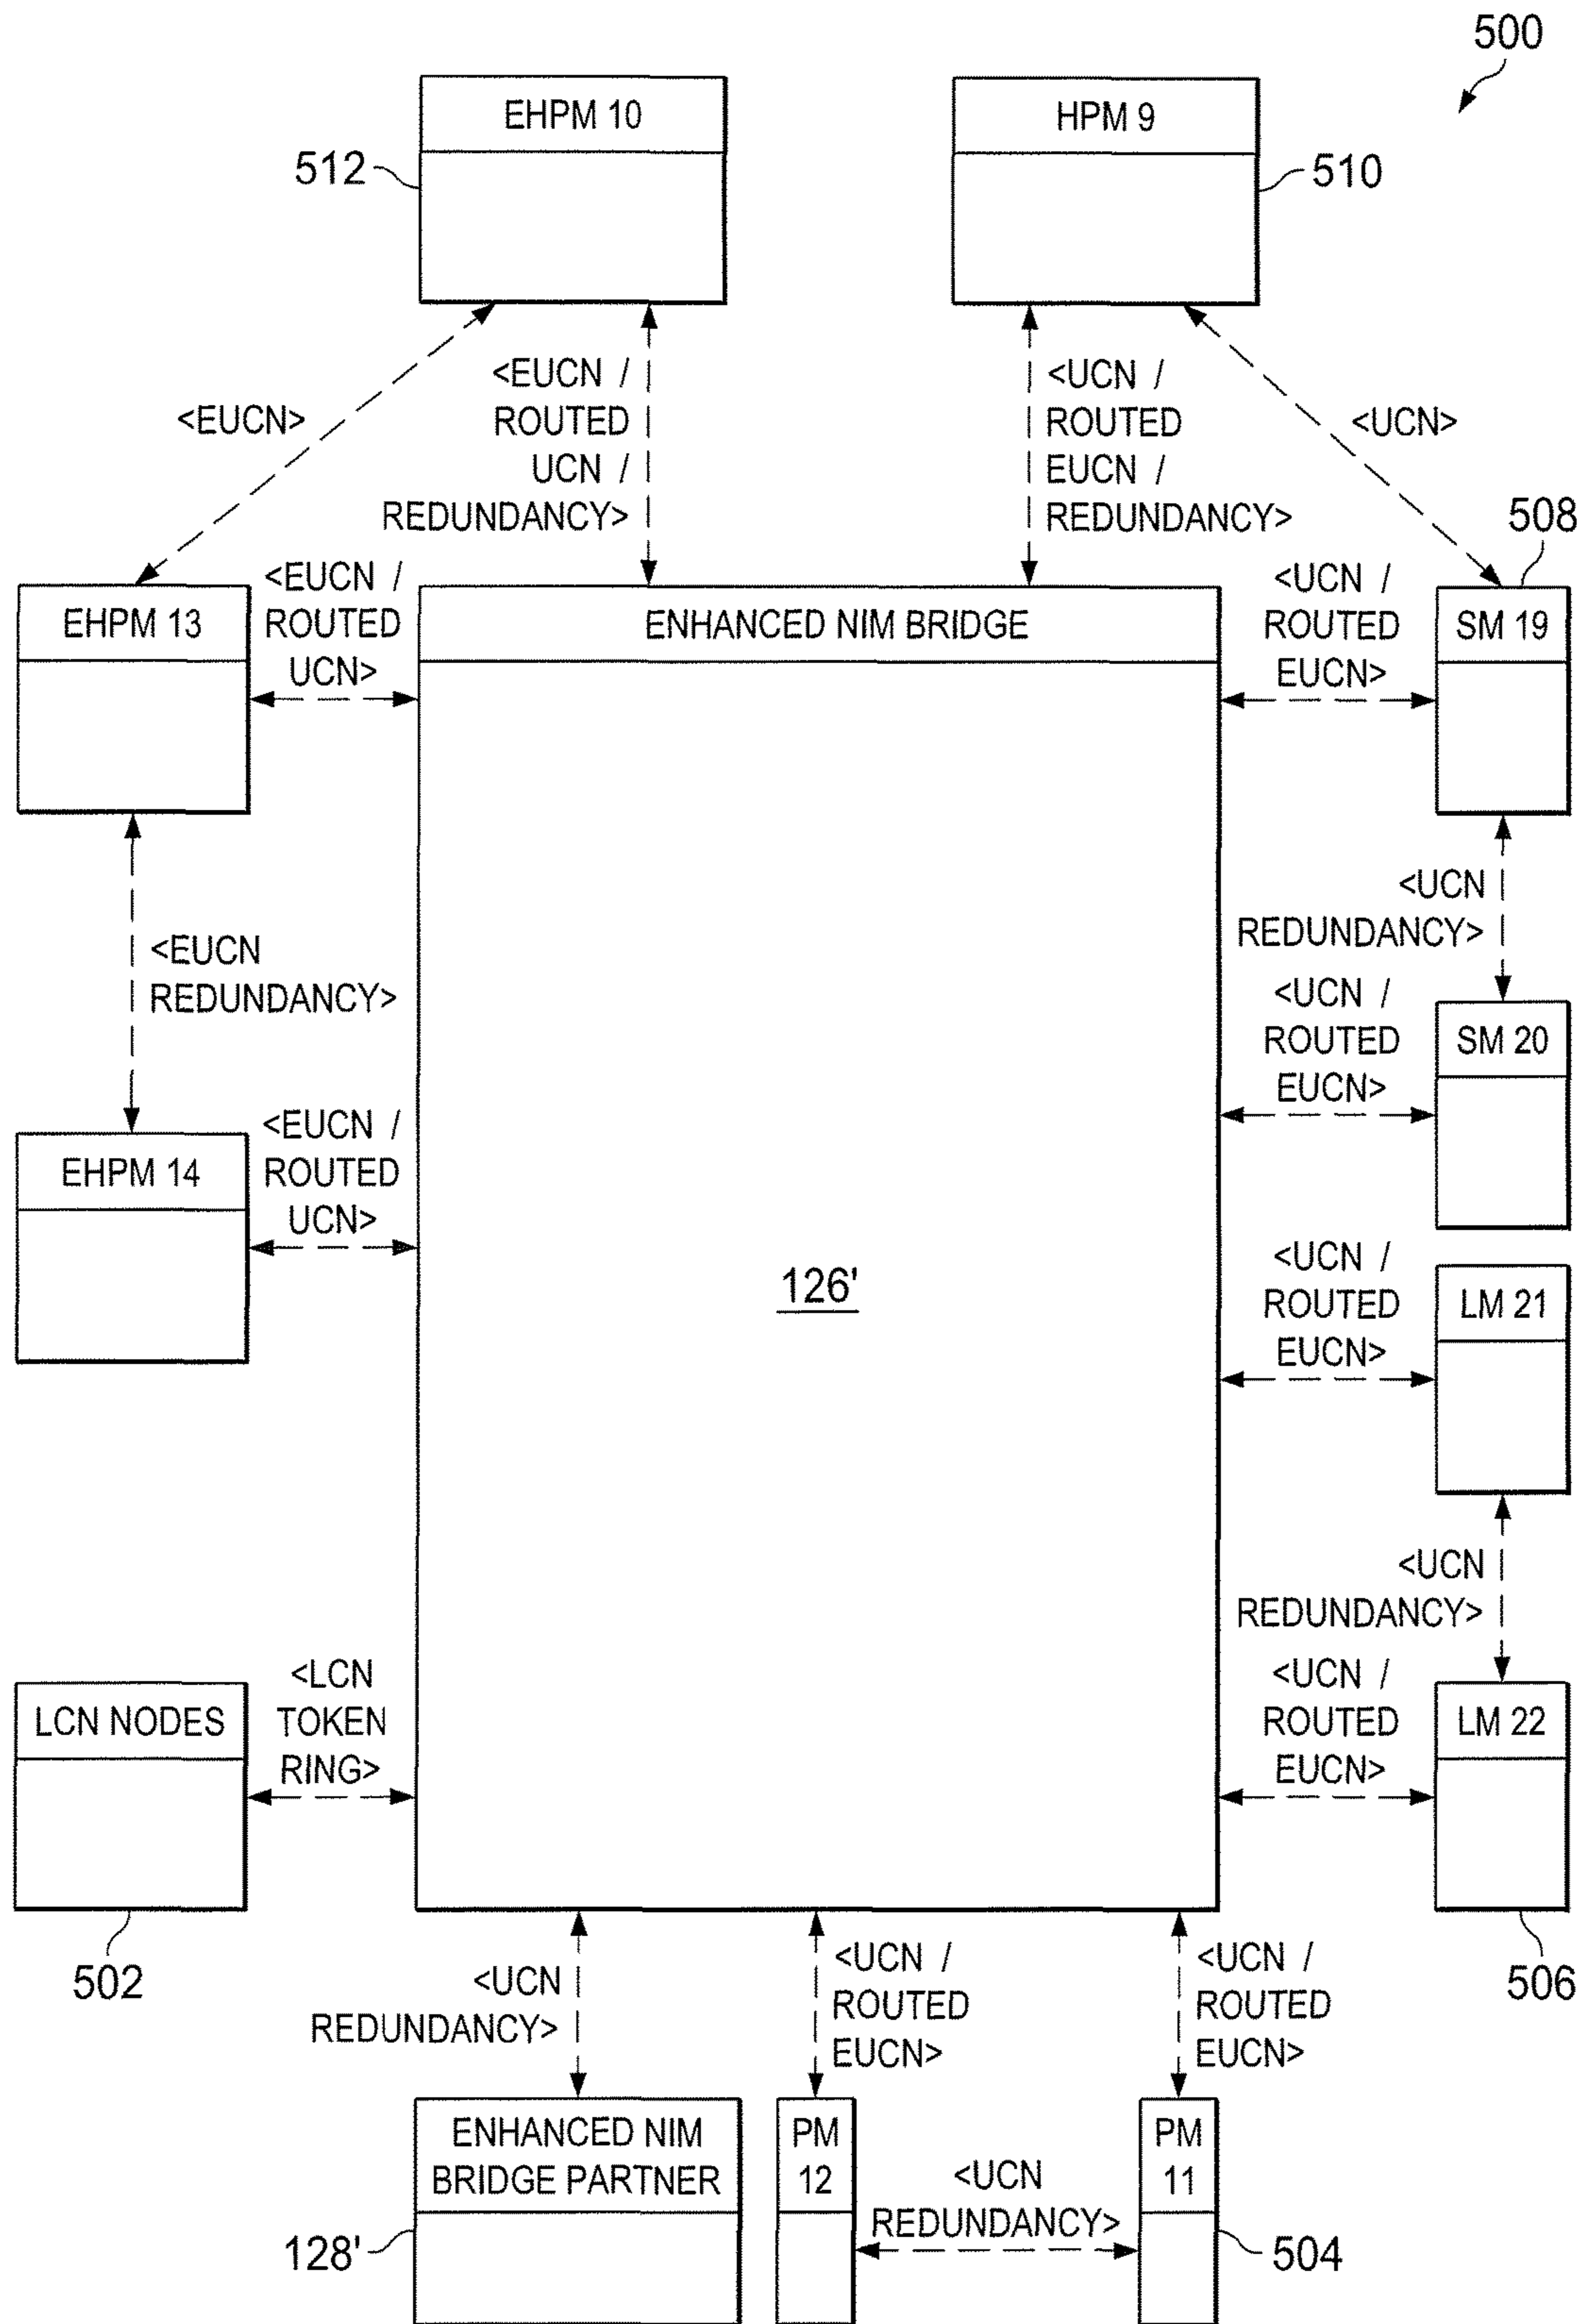 500
EHPM 10
512
HPM 9
510
<EUCN>
<EUCN /
ROUTED
UCN /
REDUNDANCY>
<UCN /
ROUTED
EUCN /
REDUNDANCY>
<UCN>
508
EHPM 13
<EUCN /
ROUTED
UCN>
ENHANCED NIM BRIDGE
<UCN /
ROUTED
EUCN>
SM 19
<EUCN
REDUNDANCY>
<UCN
REDUNDANCY>
<UCN /
ROUTED
EUCN>
SM 20
EHPM 14
<EUCN /
ROUTED
UCN>
126'
<UCN /
ROUTED
EUCN>
LM 21
<UCN
REDUNDANCY>
LCN NODES
<LCN
TOKEN
RING>
<UCN /
ROUTED
EUCN>
LM 22
502
506
<UCN
REDUNDANCY>
<UCN /
ROUTED
EUCN>
<UCN /
ROUTED
EUCN>
ENHANCED NIM
BRIDGE PARTNER
128'
PM
12
<UCN
REDUNDANCY>
PM
11
504